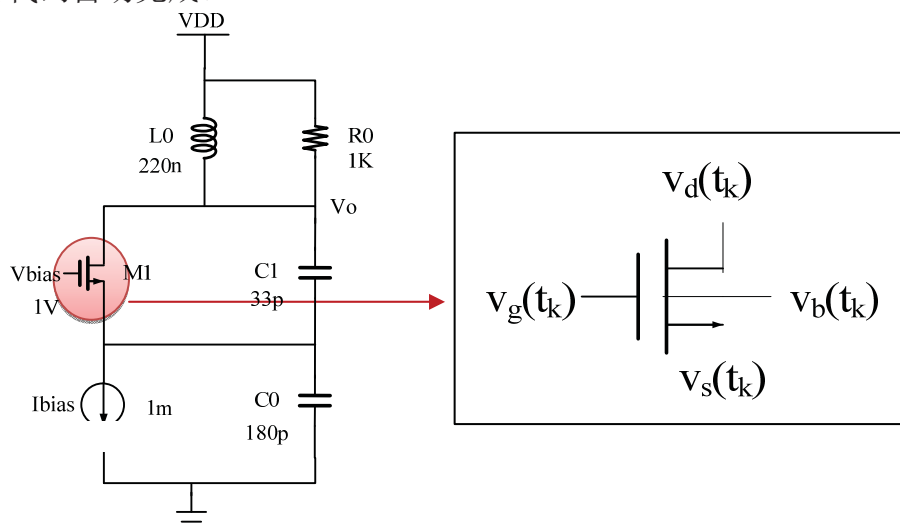 VDD
L0
220n
R0
1K
Vo
Vbias
M1
1V
C1
33p
Ibias
1m
C0
180p
vd(tk)
vg(tk)
vb(tk)
vs(tk)